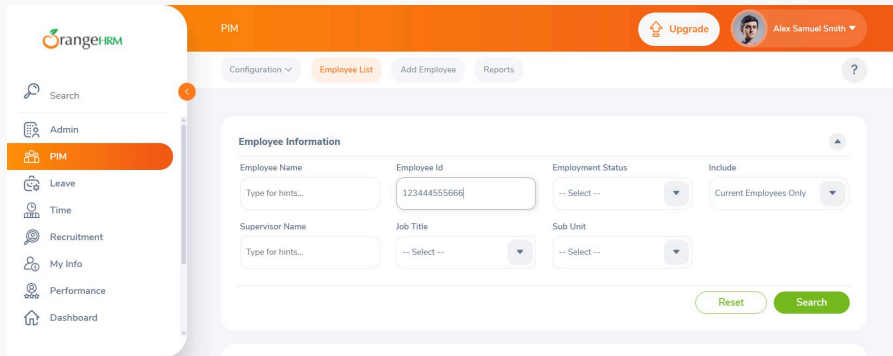 OrangeHRM
Search
Admin
PIM
Leave
Time
Recruitment
My Info
Performance
Dashboard
PIM
Upgrade
Alex Samuel Smith
Configuration
Employee List
Add Employee
Reports
?
Employee Information
Employee Name
Employee Id
Employment Status
Include
Type for hints...
123444555666
-- Select --
Current Employees Only
Supervisor Name
Job Title
Sub Unit
Type for hints...
-- Select --
-- Select --
Reset
Search